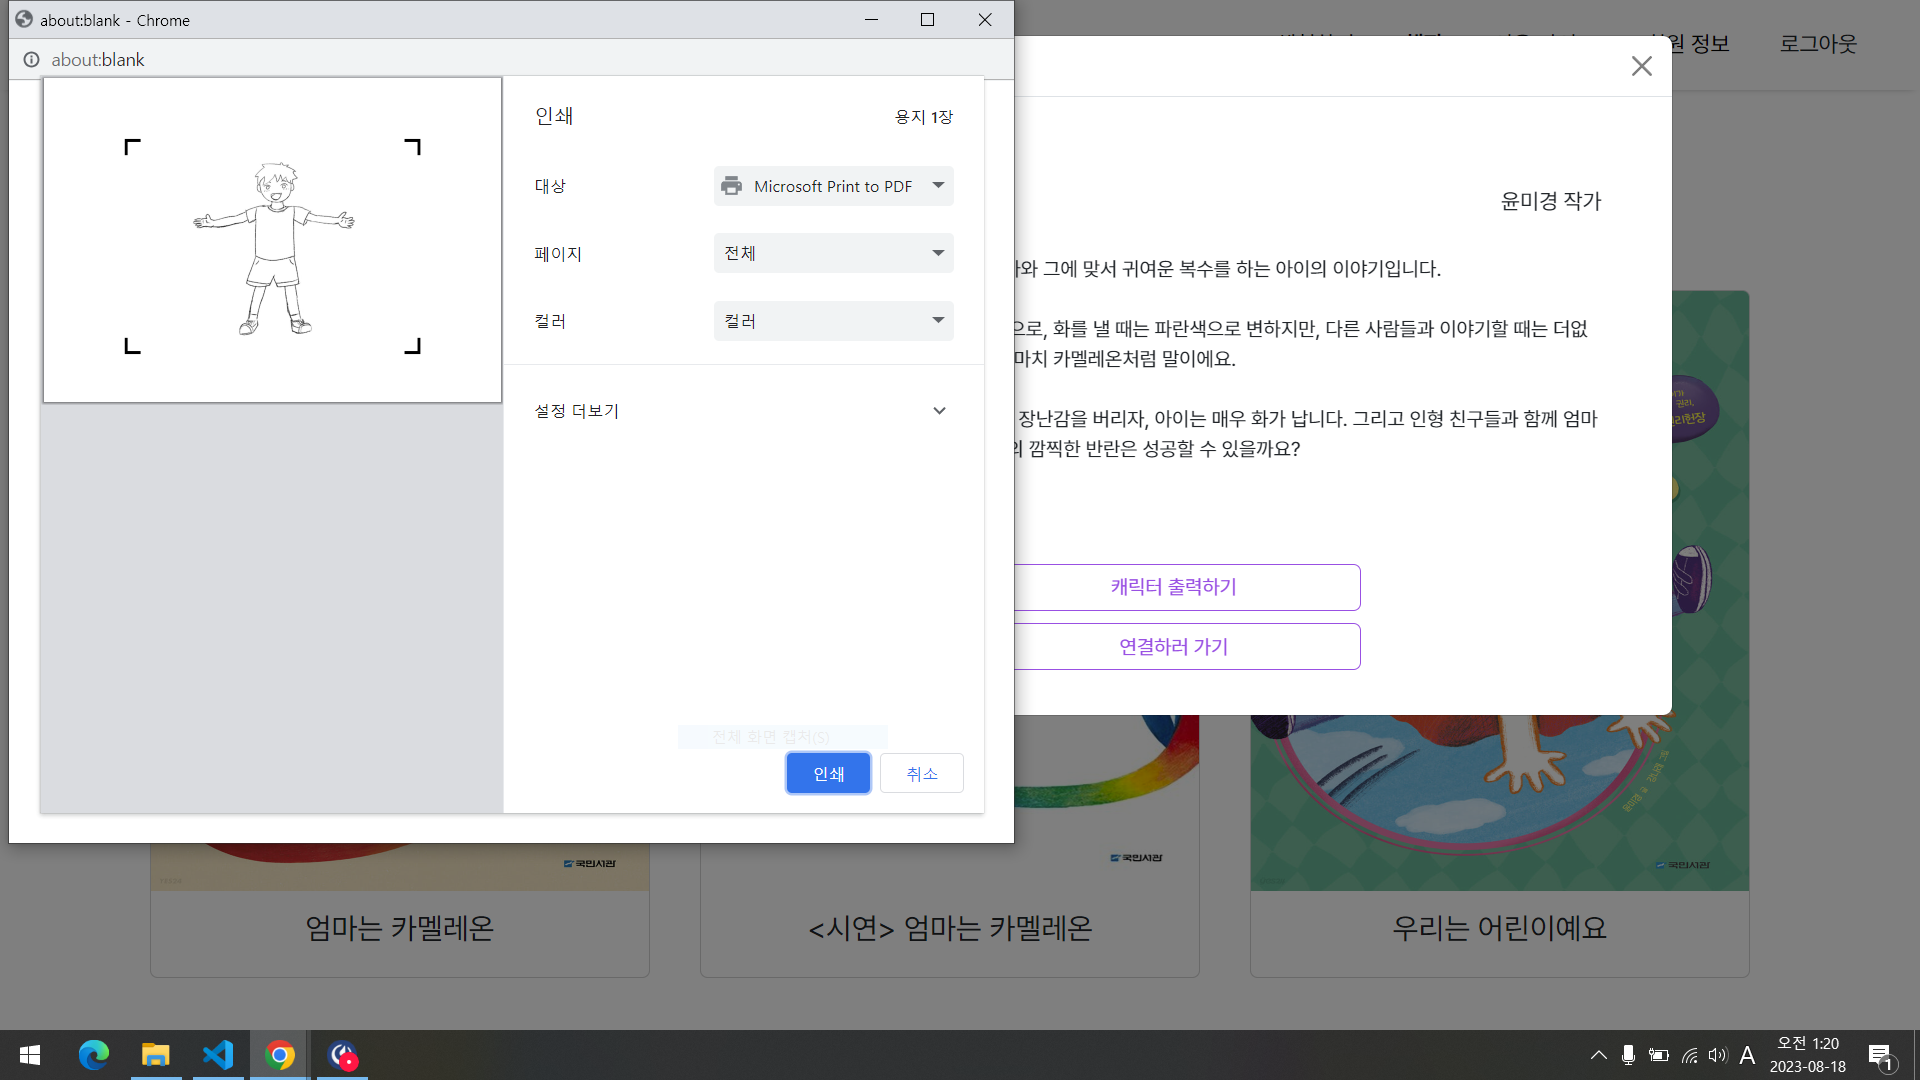 about:blank - Chrome
about:blank
인쇄
용지 1장
대상
Microsoft Print to PDF
페이지
전체
컬러
컬러
설정 더보기
전체 화면 캡처(S)
인쇄
취소
정보
로그아웃
윤미경 작가
그에 맞서 귀여운 복수를 하는 아이의 이야기입니다.
화를 낼 때는 파란색으로 변하지만, 다른 사람들과 이야기할 때는 더없
마치 카멜레온처럼 말이에요.
장난감을 버리자, 아이는 매우 화가 납니다. 그리고 인형 친구들과 함께 엄마
깜찍한 반란은 성공할 수 있을까요?
캐릭터 출력하기
연결하러 가기
국민서관
국민서관
국민서관
엄마는 카멜레온
<시연> 엄마는 카멜레온
우리는 어린이예요
A
오전 1:20
2023-08-18
1